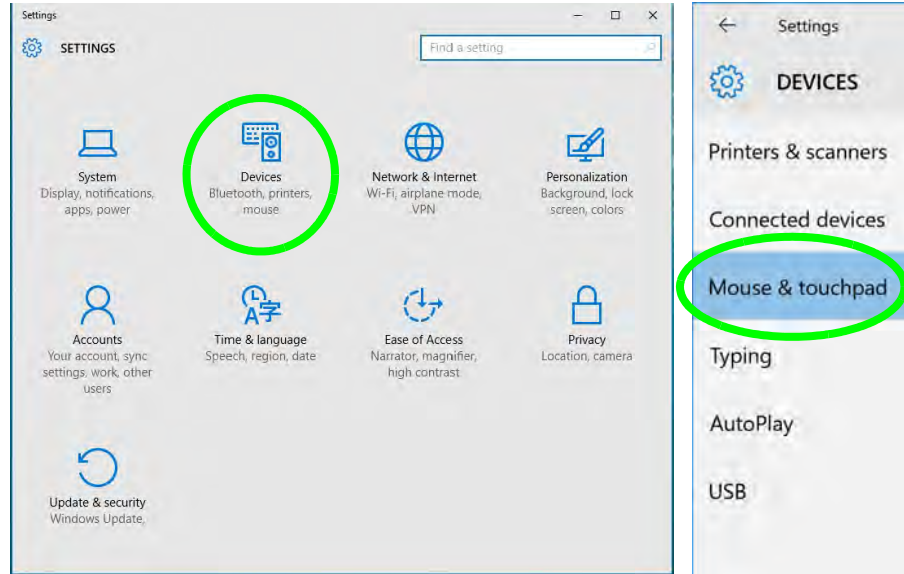 Settings
SETTINGS
Find a setting
System
Display, notifications,
apps, power
Devices
Bluetooth, printers,
mouse
Network & Internet
Wi-Fi, airplane mode,
VPN
Personalization
Background, lock
screen, colors
Accounts
Your account, sync
settings, work, other
users
Time & language
Speech, region, date
Ease of Access
Narrator, magnifier,
high contrast
Privacy
Location, camera
Update & security
Windows Update,
Settings
DEVICES
Printers & scanners
Connected devices
Mouse & touchpad
Typing
AutoPlay
USB